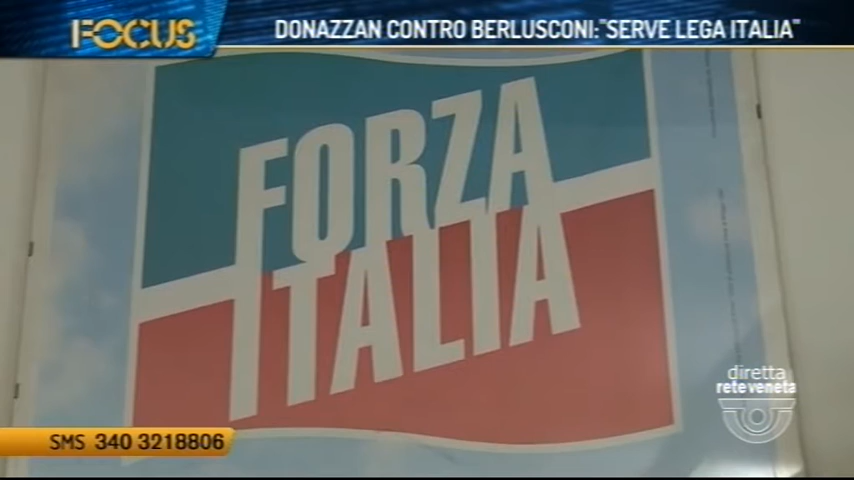 FOCUS
DONAZZAN CONTRO BERLUSCONI:"SERVE LEGA ITALIA"
FORZA
ITALIA
diretta
reteveneta
SMS 340 3218806